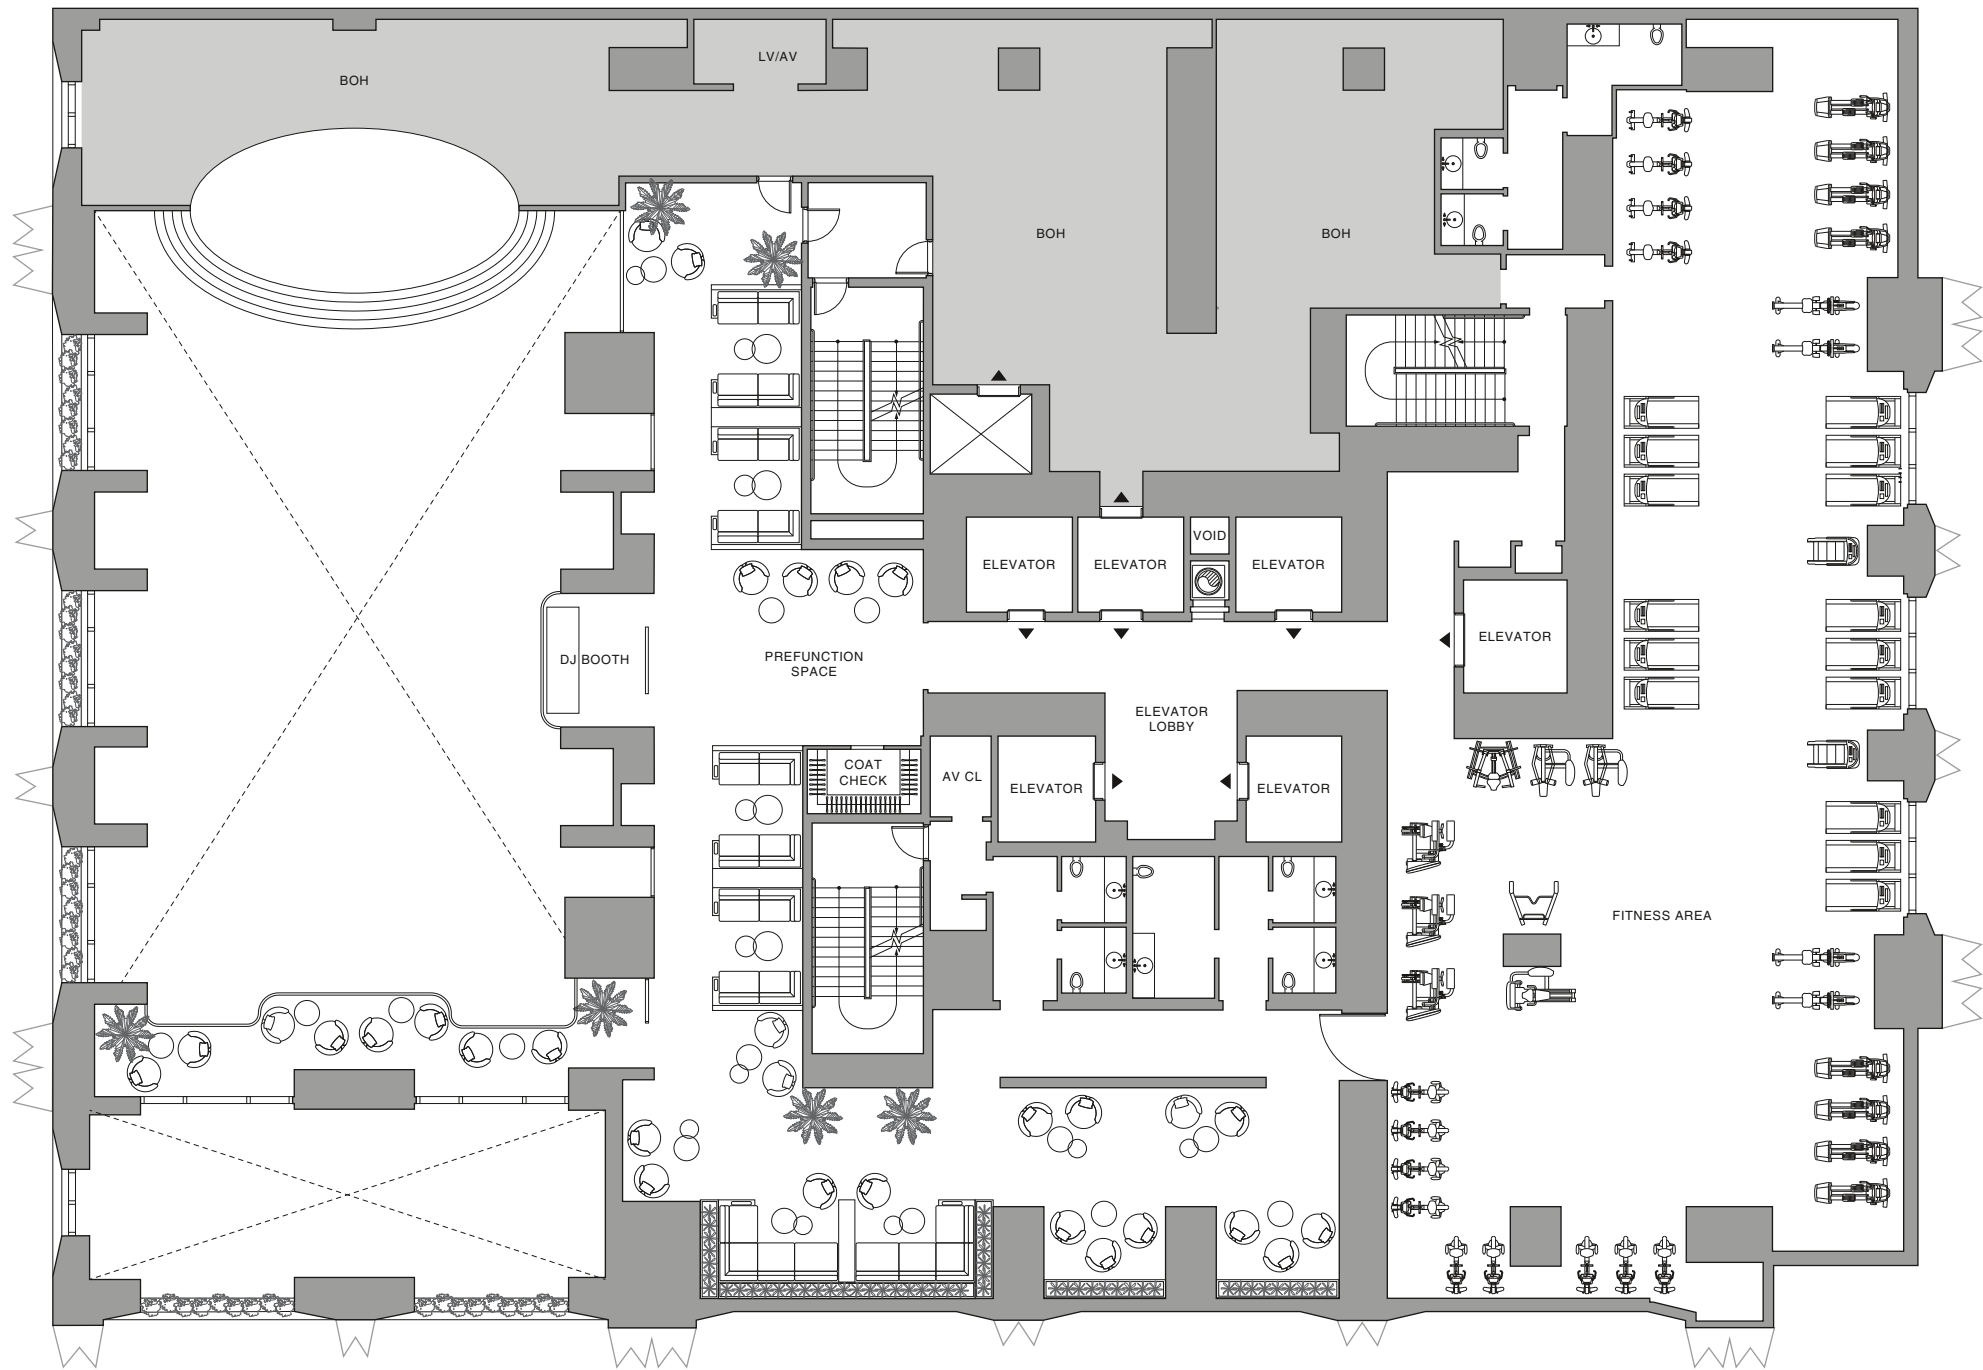 LV/AV
BOH
BOH
BOH
VOID
ELEVATOR
ELEVATOR
ELEVATOR
ELEVATOR
DJ BOOTH
PREFUNCTION
SPACE
ELEVATOR
LOBBY
COAT
CHECK
AV CL
ELEVATOR
ELEVATOR
FITNESS AREA